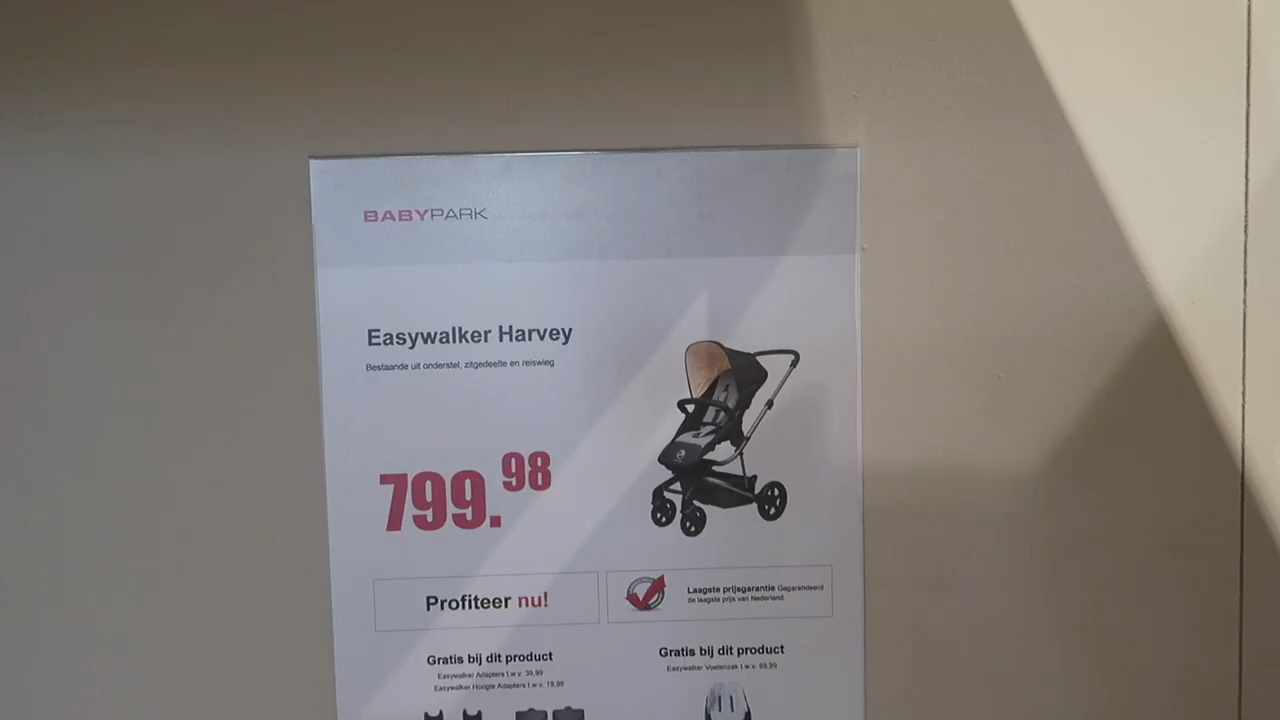 BABYPARK
Easywalker Harvey
Bestaande uit onderstel, zitgedeelte en reiswieg
799.98
Profiteer nu!
Laagste prijsgarantie Gegarandeerd
de laagste prijs van Nederland.
Gratis bij dit product
Easywalker Adapters t.w.v. 39,99
Easywalker Hoogte Adapters t.w.v. 19,99
Gratis bij dit product
Easywalker Voetenzak t.w.v. 89,99